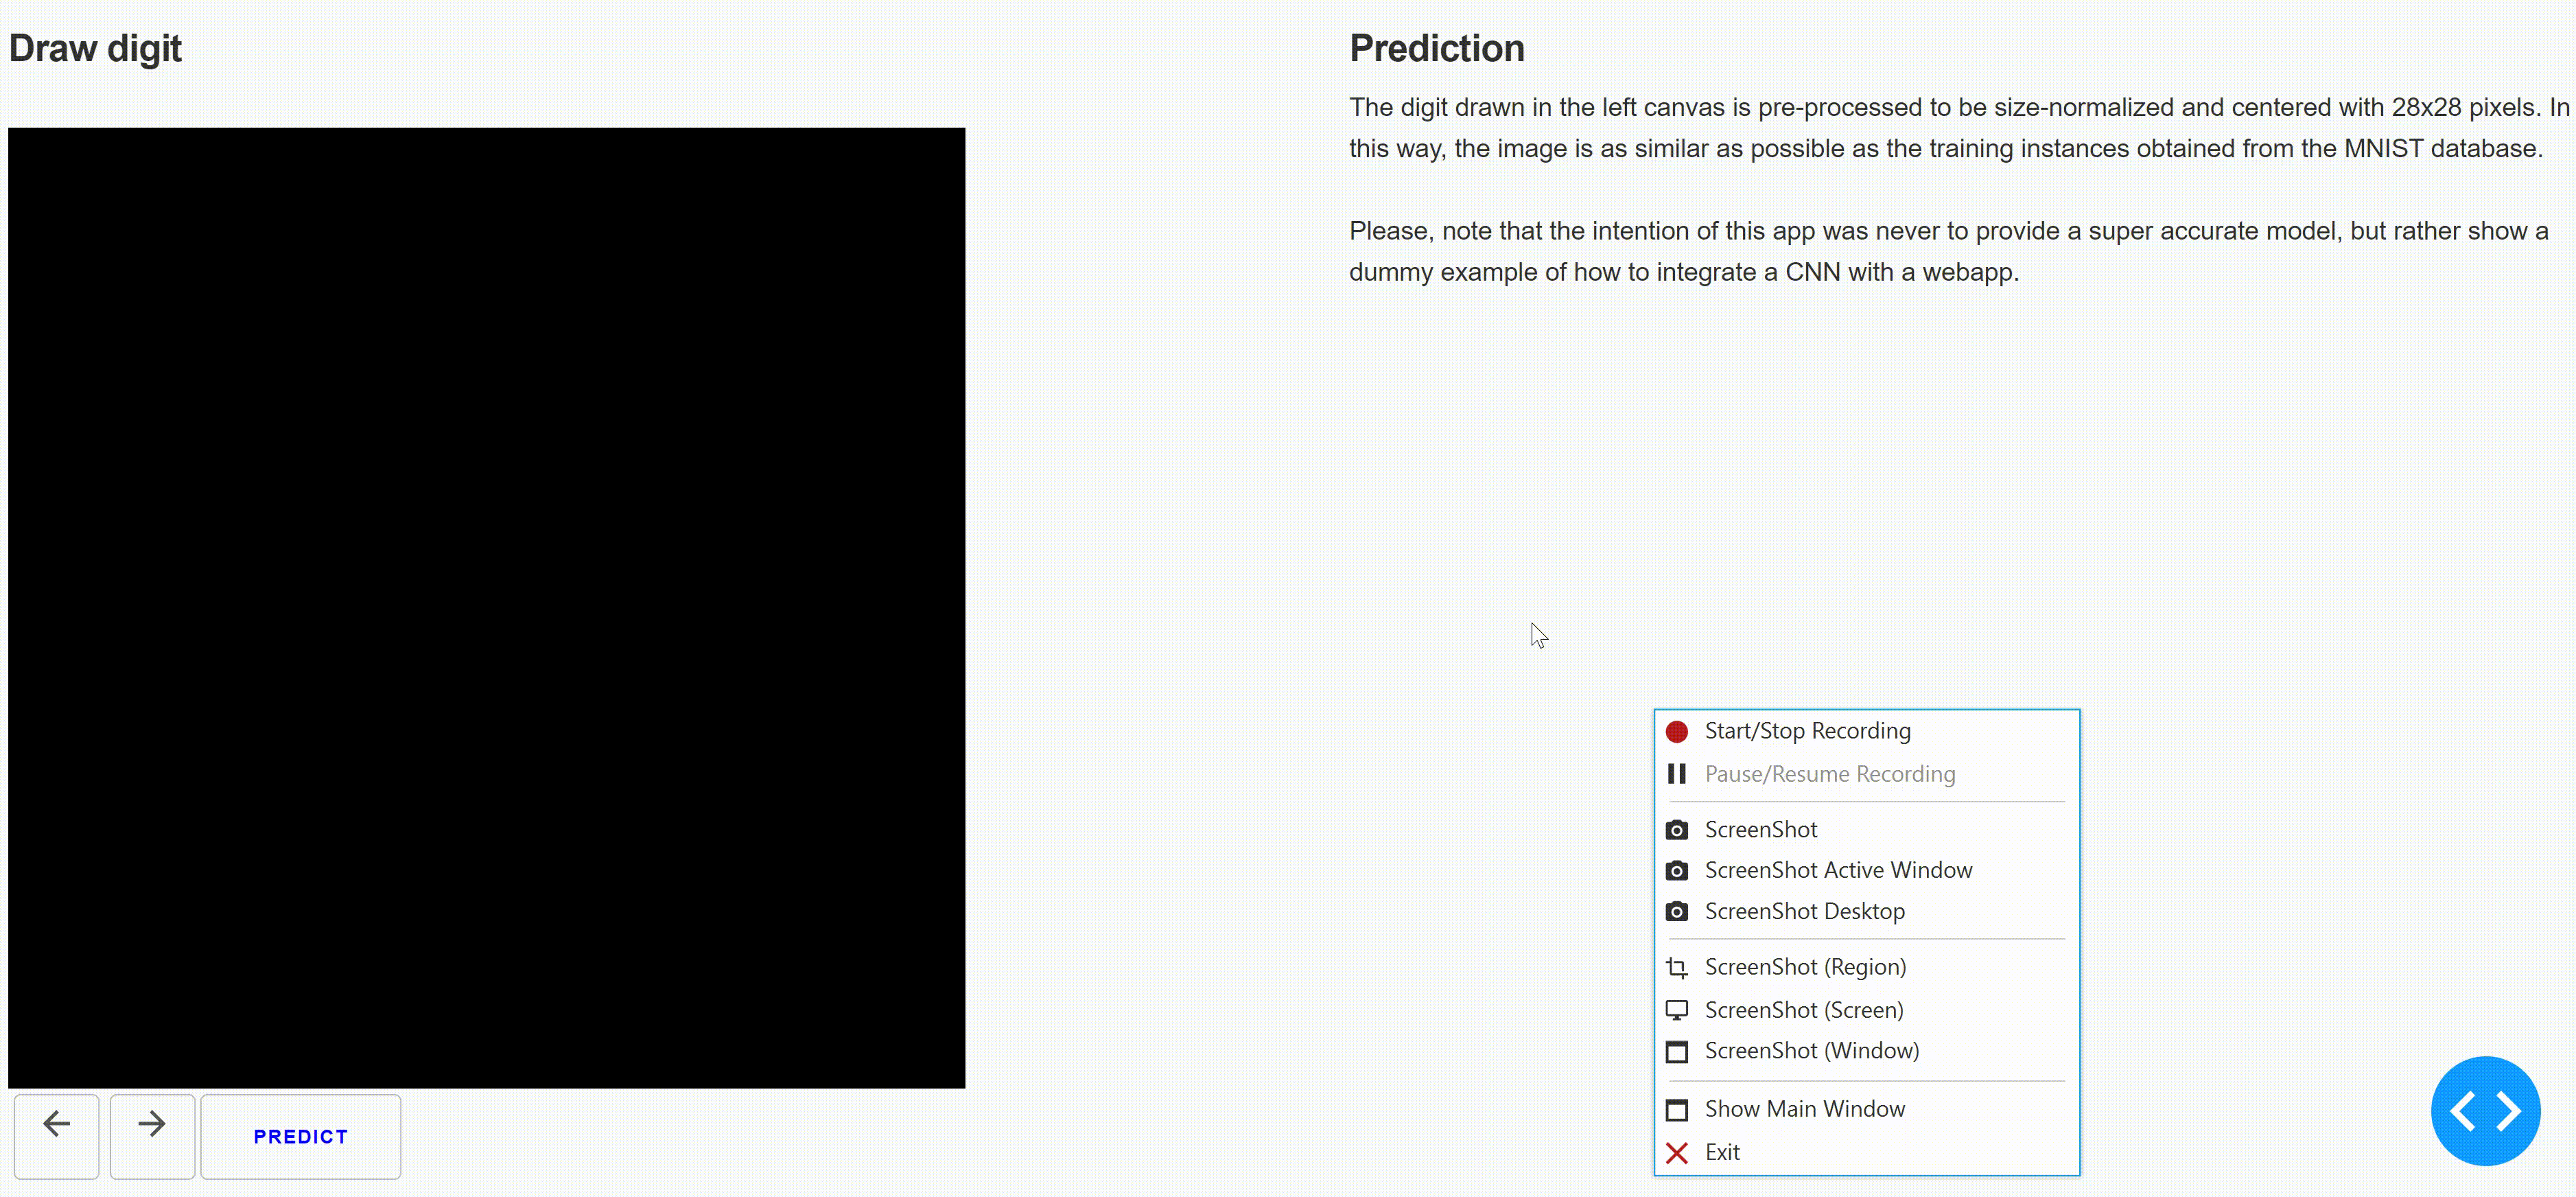 Draw digit
Prediction
The digit drawn in the left canvas is pre-processed to be size-normalized and centered with 28x28 pixels. In
this way, the image is as similar as possible as the training instances obtained from the MNIST database.
Please, note that the intention of this app was never to provide a super accurate model, but rather show a
dummy example of how to integrate a CNN with a webapp.
Start/Stop Recording
Pause/Resume Recording
ScreenShot
ScreenShot Active Window
ScreenShot Desktop
ScreenShot (Region)
ScreenShot (Screen)
ScreenShot (Window)
Show Main Window
Exit
PREDICT